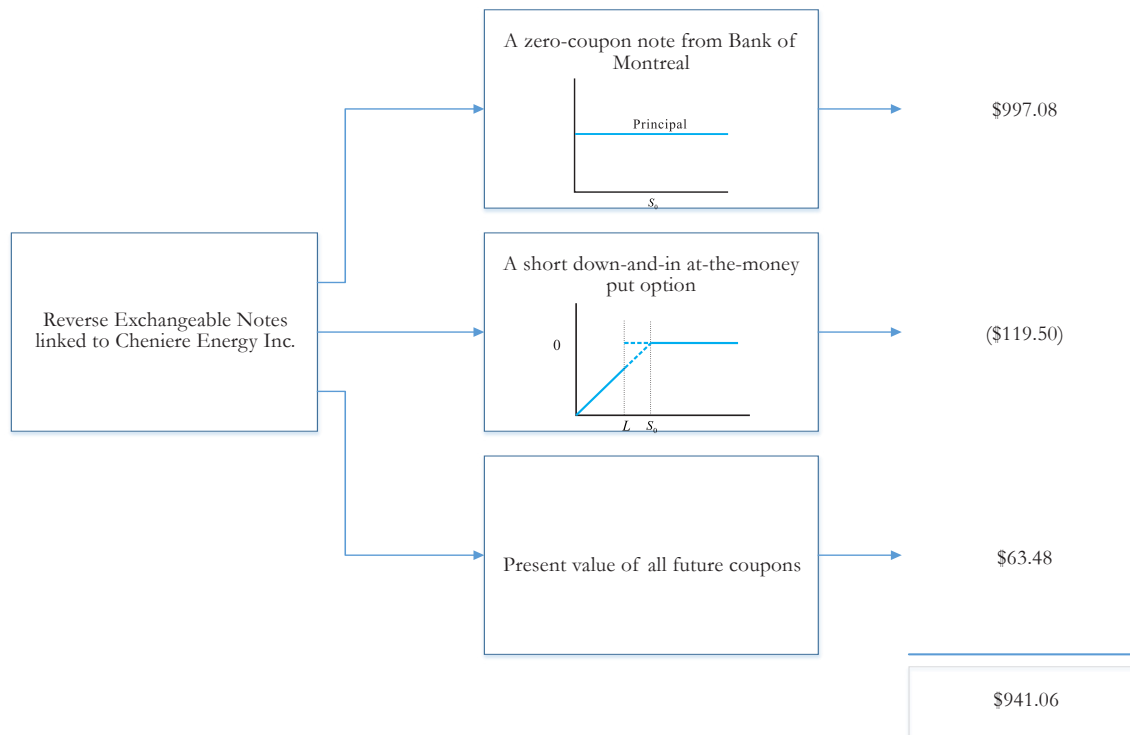 A zero-coupon note from Bank of
Montreal
Principal
S₀
$997.08
Reverse Exchangeable Notes
linked to Cheniere Energy Inc.
A short down-and-in at-the-money
put option
0
L
S₀
($119.50)
Present value of all future coupons
$63.48
$941.06